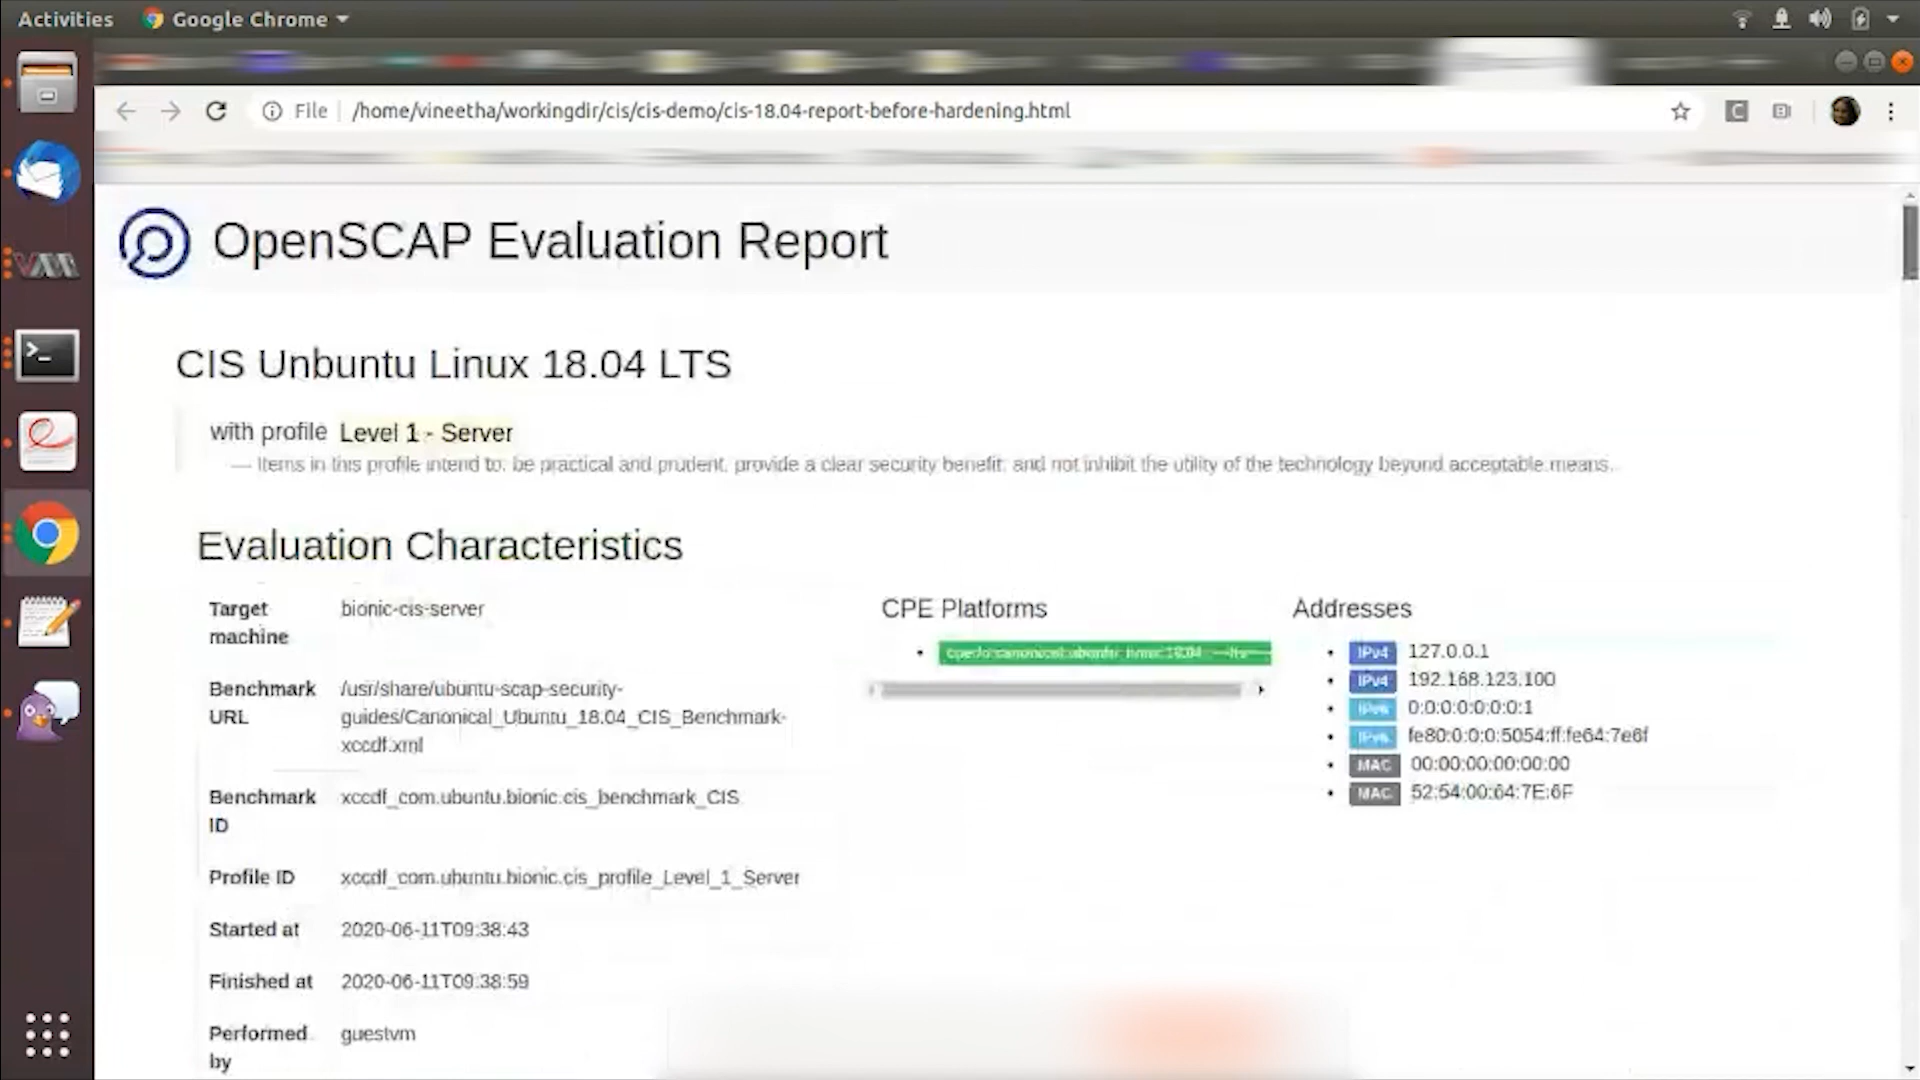 Activities Google Chrome
File /home/vineetha/workingdir/cis/cis-demo/cis-18.04-report-before-hardening.html
OpenSCAP Evaluation Report
CIS Unbuntu Linux 18.04 LTS
with profile Level 1 - Server
— Items in this profile intend to: be practical and prudent, provide a clear security benefit; and not inhibit the utility of the technology beyond acceptable means.
Evaluation Characteristics
Target machine bionic-cis-server
Benchmark URL /usr/share/ubuntu-scap-security-
guides/Canonical_Ubuntu_18.04_CIS_Benchmark-
xccdf.xml
Benchmark ID xccdf_com.ubuntu.bionic.cis_benchmark_CIS
Profile ID xccdf_com.ubuntu.bionic.cis_profile_Level_1_Server
Started at 2020-06-11T09:38:43
Finished at 2020-06-11T09:38:59
Performed by guestvm
CPE Platforms
Addresses
IPv4 127.0.0.1
IPv4 192.168.123.100
IPv6 0:0:0:0:0:0:0:1
IPv6 fe80:0:0:0:5054:ff:fe64:7e6f
MAC 00:00:00:00:00:00
MAC 52:54:00:64:7E:6F